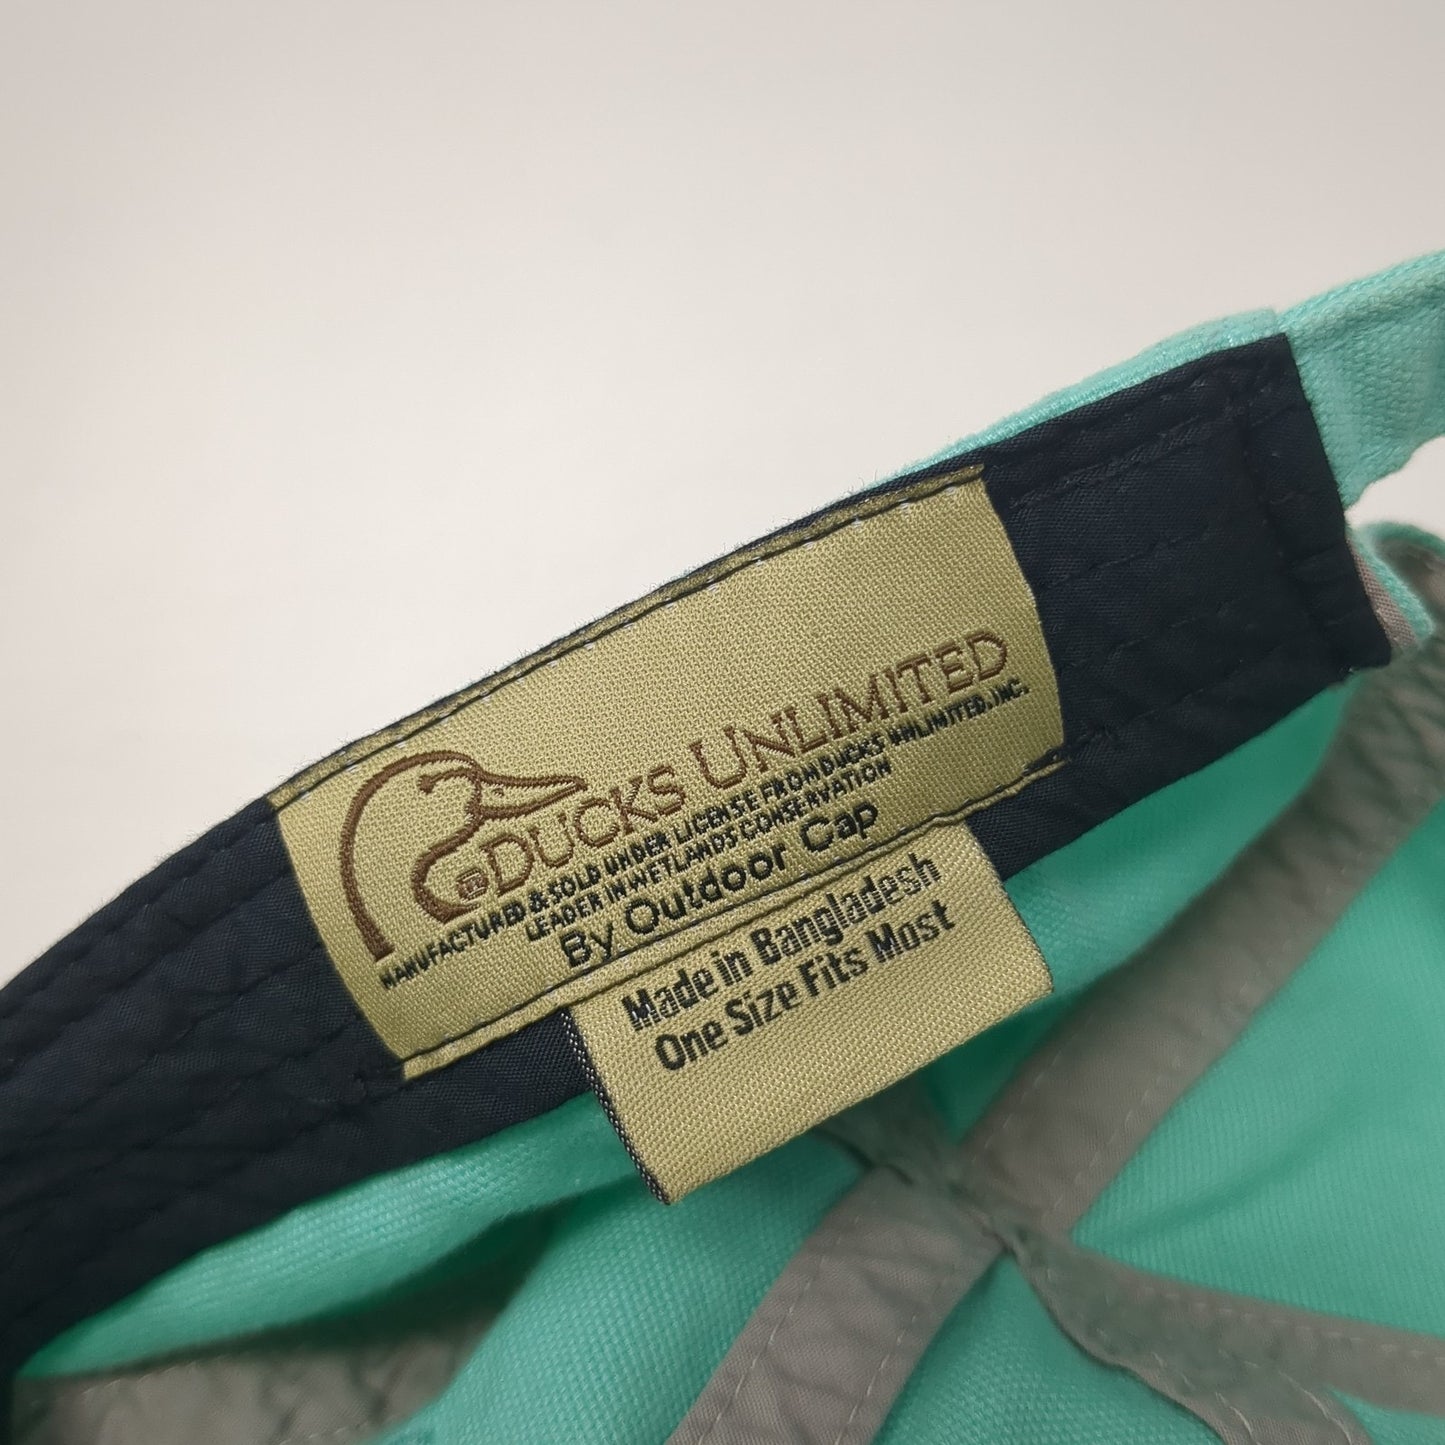 DUCKS UNLIMITED
MANUFACTURED & SOLD UNDER LICENSE FROM DUCKS UNLIMITED, INC.
LEADER IN WETLANDS CONSERVATION
By Outdoor Cap
Made in Bangladesh
One Size Fits Most